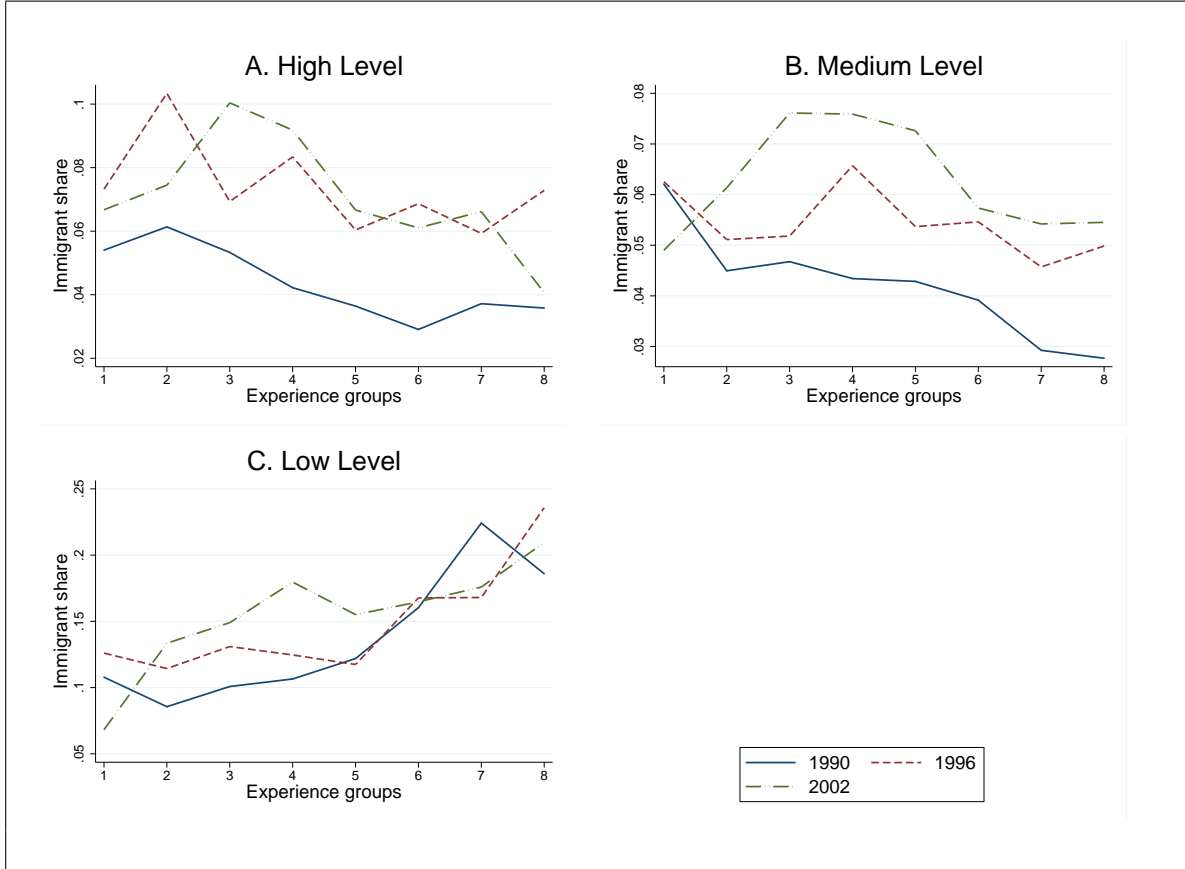 A. High Level
Immigrant share
.02 .04 .06 .08 .1
1 2 3 4 5 6 7 8
Experience groups
B. Medium Level
Immigrant share
.03 .04 .05 .06 .07 .08
1 2 3 4 5 6 7 8
Experience groups
C. Low Level
Immigrant share
.05 .1 .15 .2 .25
1 2 3 4 5 6 7 8
Experience groups
1990 1996
2002